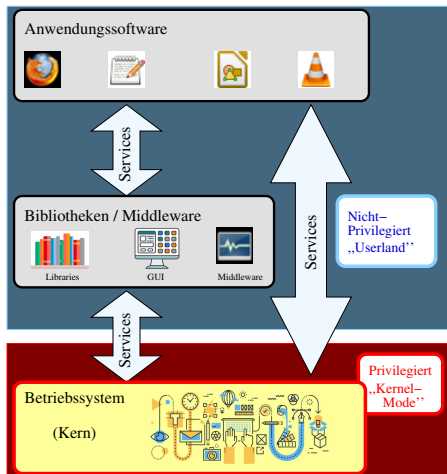 Anwendungssoftware
Services
Services
Bibliotheken / Middleware
Libraries
GUI
Middleware
Nicht−
Privilegiert
,,Userland’’
Services
Privilegiert
,,Kernel−
Mode’’
Betriebssystem
(Kern)